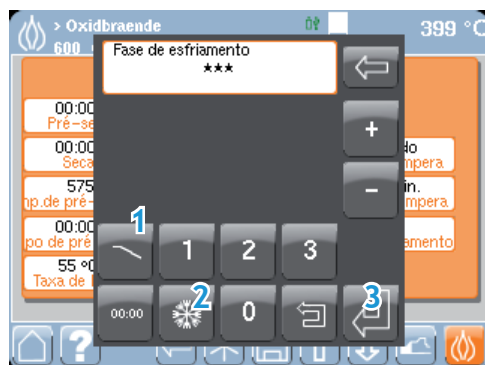 > Oxidbraende
399 °C
600
Fase de esfriamento
***
00:00
Pré-se
00:00
Seca
do
mpera
575
np.de pré-
in.
mpera
00:00
po de pré
amento
55 °C
Taxa de
+
-
1
1 2 3
00:00
2
0
3
?